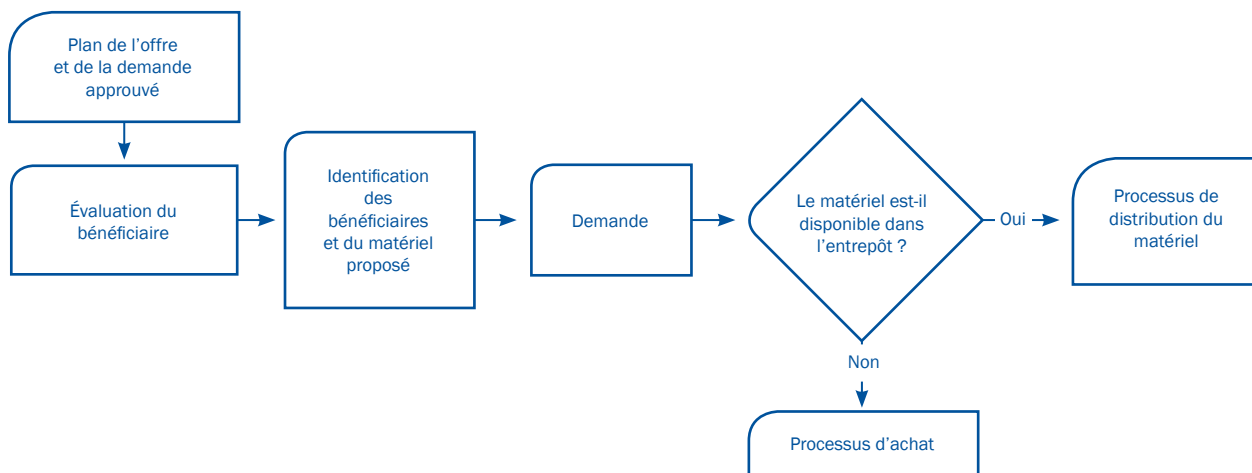 Plan de l’offre
et de la demande
approuvé
Évaluation du
bénéficiaire
Identification
des
bénéficiaires
et du matériel
proposé
Demande
Le matériel est-il
disponible dans
l’entrepôt ?
Oui
Processus de
distribution du
matériel
Non
Processus d’achat